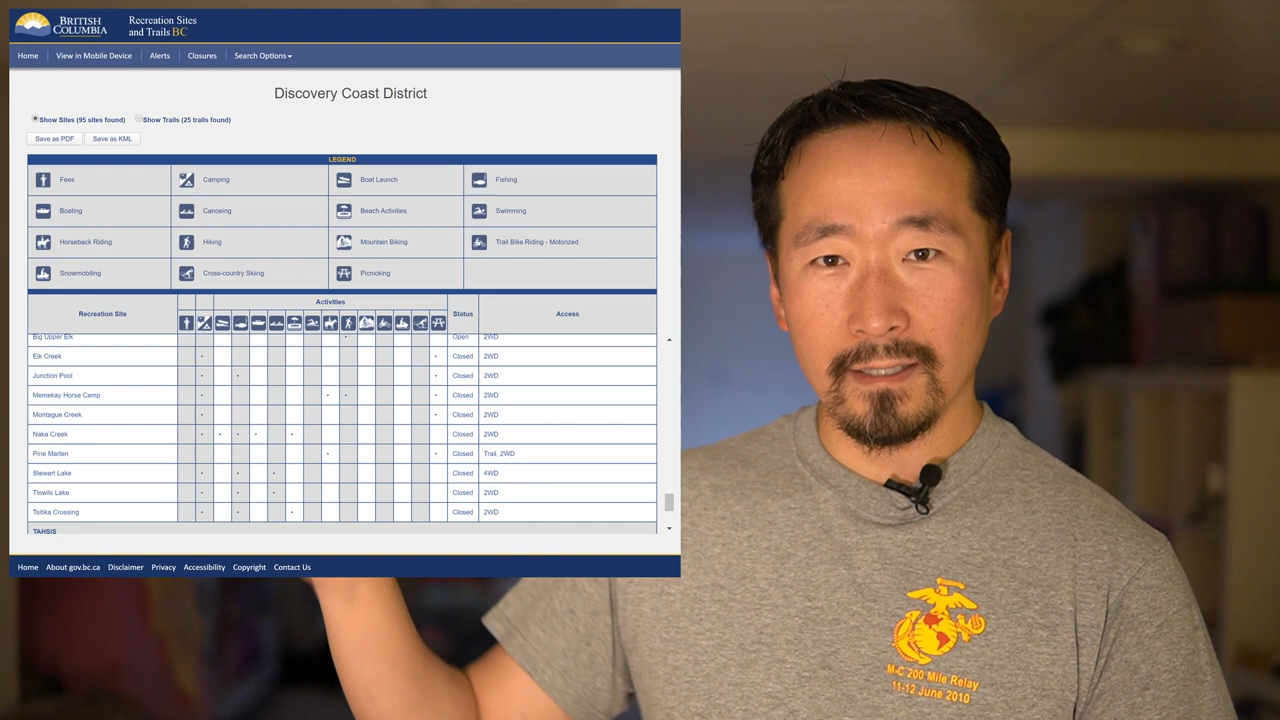 BRITISH
COLUMBIA
Recreation Sites
and Trails BC
Home
View in Mobile Device
Alerts
Closures
Search Options
Discovery Coast District
Show Sites (95 sites found)
Show Trails (25 trails found)
Save as PDF
Save as KML
LEGEND
Fees
Camping
Boat Launch
Fishing
Boating
Canoeing
Beach Activities
Swimming
Horseback Riding
Hiking
Mountain Biking
Trail Bike Riding - Motorized
Snowmobiling
Cross-country Skiing
Picnicking
Recreation Site
Activities
Status
Access
Big Upper Elk Open 2WD
Elk Creek Closed 2WD
Junction Pool Closed 2WD
Memekay Horse Camp Closed 2WD
Montague Creek Closed 2WD
Naka Creek Closed 2WD
Pine Marten Closed Trail, 2WD
Stewart Lake Closed 4WD
Tlowils Lake Closed 2WD
Tsitika Crossing Closed 2WD
TAHSIS
Home About gov.bc.ca Disclaimer Privacy Accessibility Copyright Contact Us
M-C 200 Mile Relay
11-12 June 2010